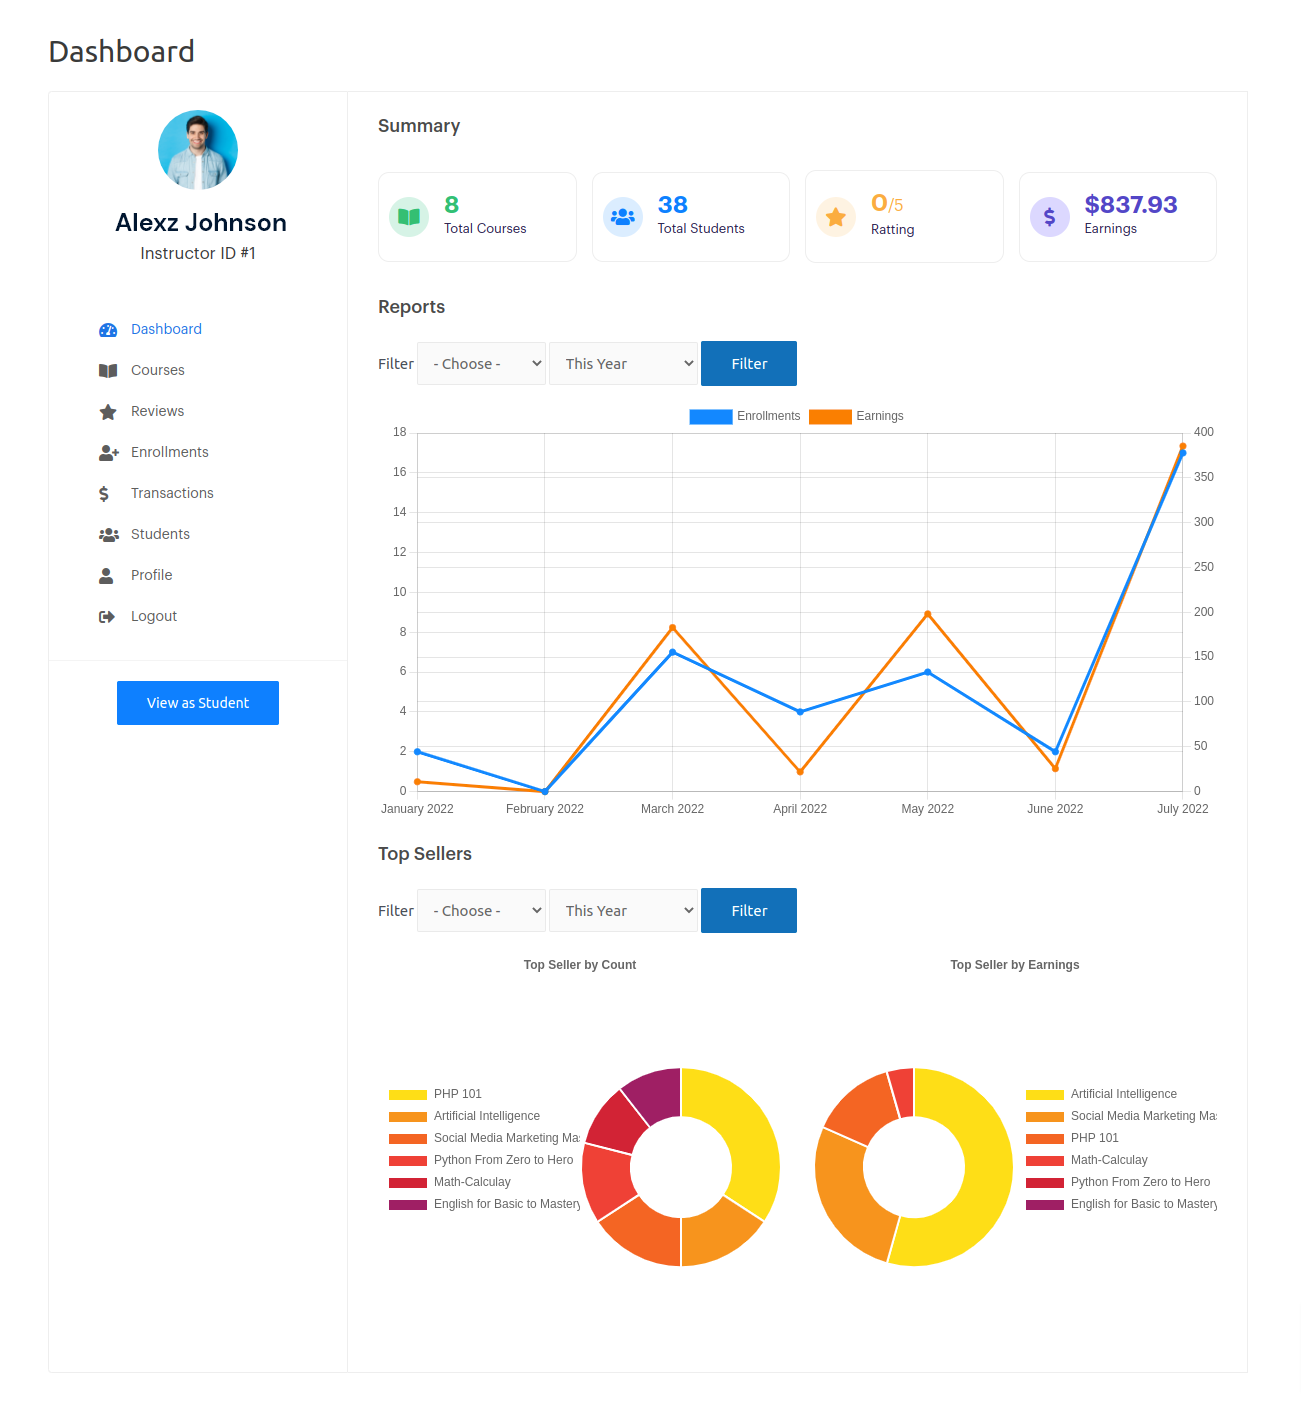 Dashboard
Alexz Johnson
Instructor ID #1
Dashboard
Courses
Reviews
Enrollments
Transactions
Students
Profile
Logout
View as Student
Summary
8
Total Courses
38
Total Students
0/5
Ratting
$837.93
Earnings
Reports
Filter - Choose - This Year Filter
Enrollments Earnings
18 400
16 350
14 300
12 250
10 200
8 150
6 100
4 50
2 0
0
January 2022 February 2022 March 2022 April 2022 May 2022 June 2022 July 2022
Top Sellers
Filter - Choose - This Year Filter
Top Seller by Count
PHP 101
Artificial Intelligence
Social Media Marketing Mas
Python From Zero to Hero
Math-Calculay
English for Basic to Mastery
Top Seller by Earnings
Artificial Intelligence
Social Media Marketing Mas
PHP 101
Math-Calculay
Python From Zero to Hero
English for Basic to Mastery